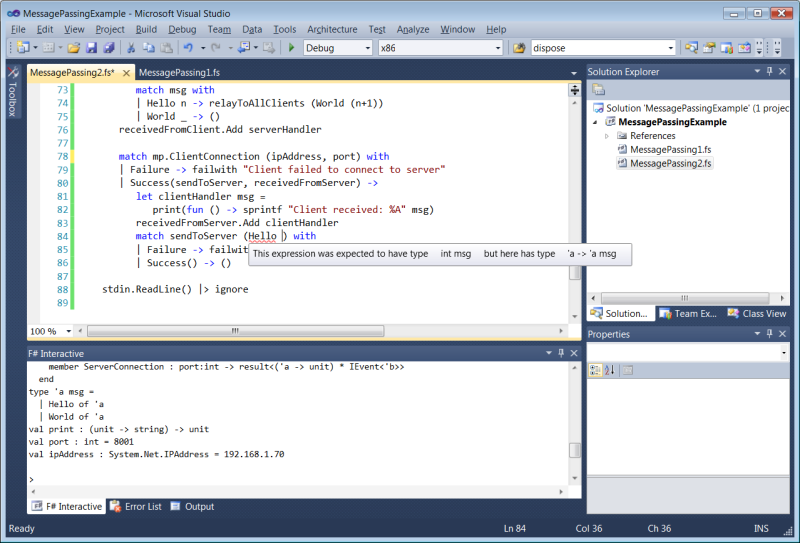 MessagePassingExample - Microsoft Visual Studio
File Edit View Project Build Debug Team Data Tools Architecture Test Analyze Window Help
Debug x86 dispose
Toolbox
MessagePassing2.fs* MessagePassing1.fs
73 match msg with
74 | Hello n -> relayToAllClients (World (n+1))
75 | World _ -> ()
76 receivedFromClient.Add serverHandler
77
78 match mp.ClientConnection (ipAddress, port) with
79 | Failure -> failwith "Client failed to connect to server"
80 | Success(sendToServer, receivedFromServer) ->
81 let clientHandler msg =
82 print(fun () -> sprintf "Client received: %A" msg)
83 receivedFromServer.Add clientHandler
84 match sendToServer (Hello ) with
85 | Failure -> failwit
This expression was expected to have type int msg but here has type 'a -> 'a msg
86 | Success() -> ()
87
88 stdin.ReadLine() |> ignore
89
100 %
F# Interactive
member ServerConnection : port:int -> result<('a -> unit) * IEvent<'b>>
end
type 'a msg =
| Hello of 'a
| World of 'a
val print : (unit -> string) -> unit
val port : int = 8001
val ipAddress : System.Net.IPAddress = 192.168.1.70
>
F# Interactive Error List Output
Solution Explorer
Solution 'MessagePassingExample' (1 projec
MessagePassingExample
References
MessagePassing1.fs
MessagePassing2.fs
Solution... Team Ex... Class View
Properties
Ready Ln 84 Col 36 Ch 36 INS